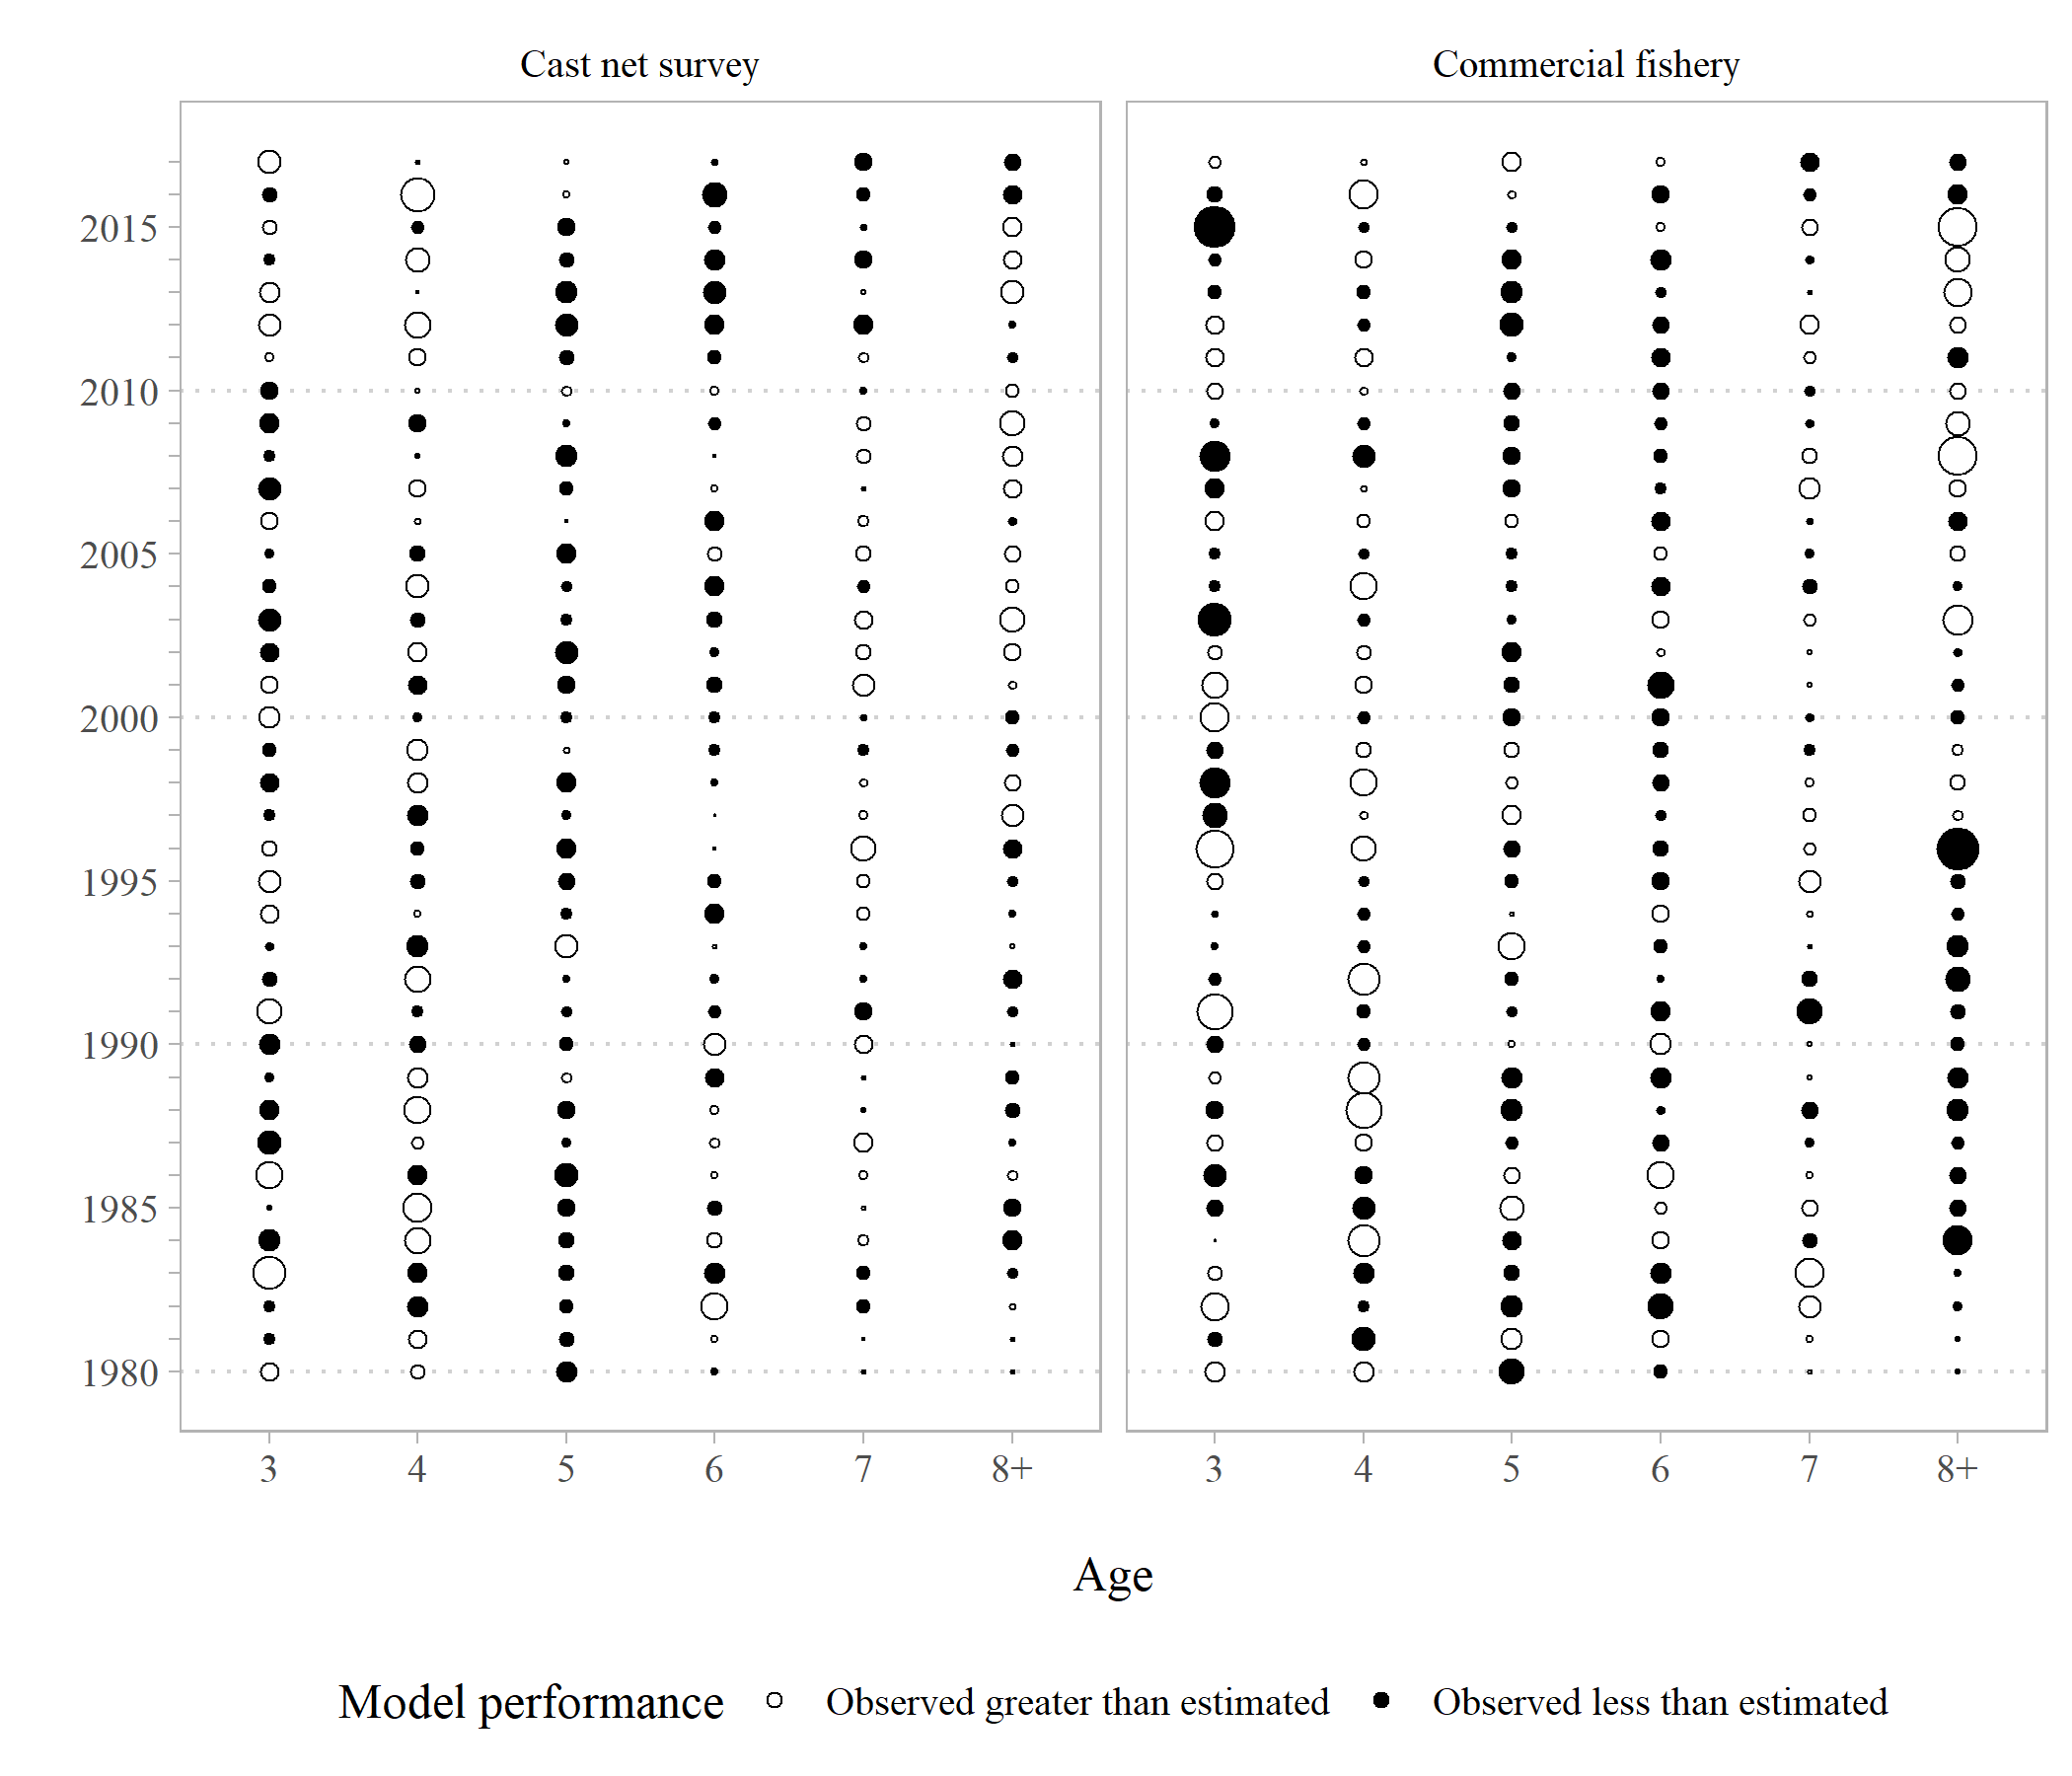 Cast net survey Commercial fishery
2015
2010
2005
2000
1995
1990
1985
1980
3 4 5 6 7 8+ 3 4 5 6 7 8+
Age
Model performance Observed greater than estimated Observed less than estimated